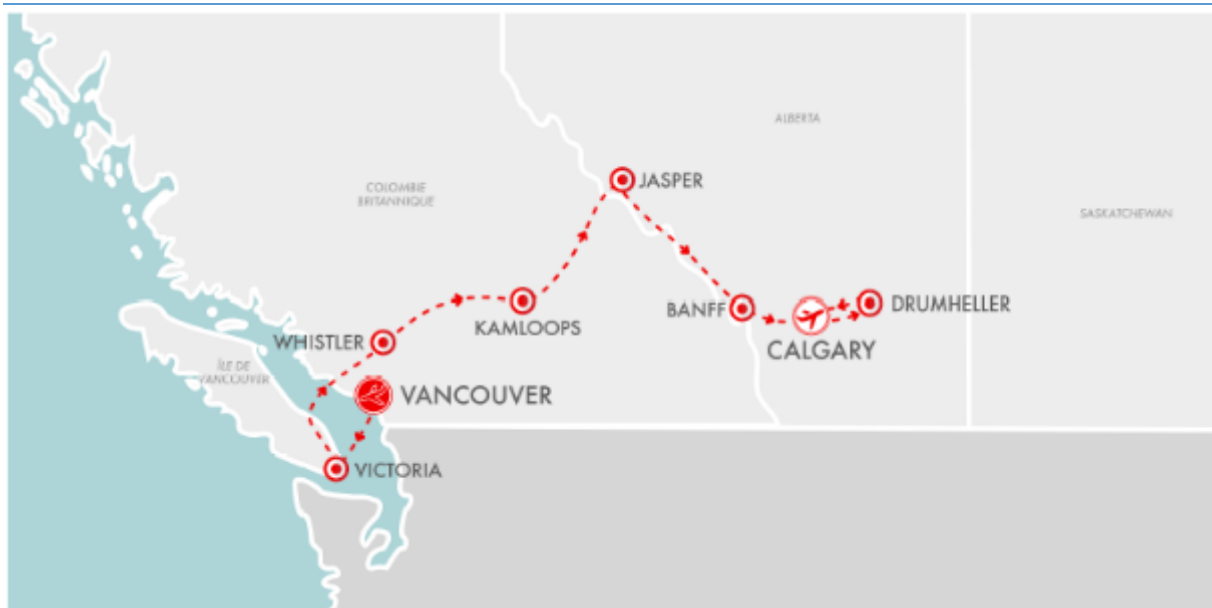 ALBERTA
JASPER
COLOMBIE
BRITANNIQUE
SASKATCHEWAN
BANFF
DRUMHELLER
KAMLOOPS
WHISTLER
CALGARY
ÎLE DE
VANCOUVER
VANCOUVER
VICTORIA